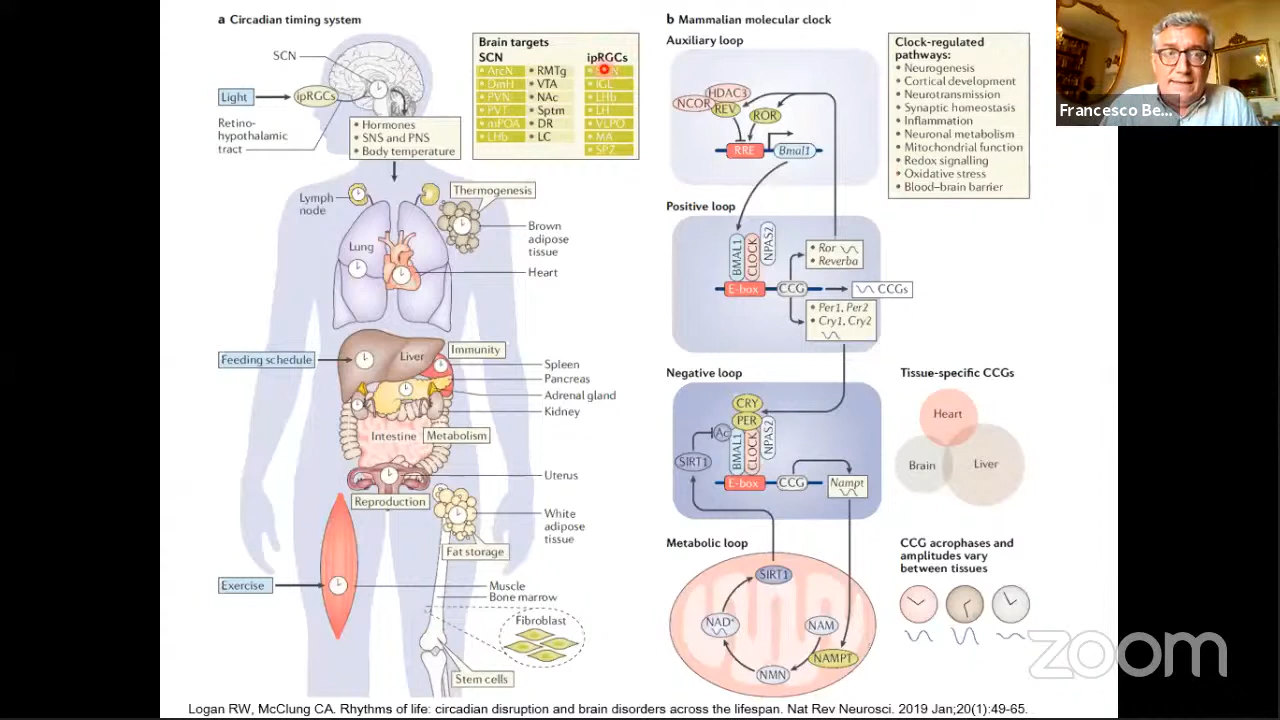 a Circadian timing system
SCN
Light
ipRGCs
Retino-
hypothalamic
tract
• Hormones
• SNS and PNS
• Body temperature
Brain targets
SCN
• ArcN
• DmH
• PVN
• PVT
• mPOA
• LHb
• RMTg
• VTA
• NAc
• Sptm
• DR
• LC
ipRGCs
• IGL
• LHb
• LH
• VLPO
• MA
• SPZ
Lymph
node
Thermogenesis
Lung
Brown
adipose
tissue
Heart
Feeding schedule
Liver
Immunity
Spleen
Pancreas
Adrenal gland
Kidney
Intestine
Metabolism
Uterus
Reproduction
White
adipose
tissue
Fat storage
Exercise
Muscle
Bone marrow
Fibroblast
Stem cells
b Mammalian molecular clock
Auxiliary loop
HDAC3
NCOR
REV
ROR
RRE
Bmal1
Positive loop
BMAL1
CLOCK
NPAS2
E-box
CCG
• Ror
• Reverba
CCGs
• Per1, Per2
• Cry1, Cry2
Negative loop
CRY
PER
Ac
SIRT1
BMAL1
CLOCK
NPAS2
E-box
CCG
Nampt
Metabolic loop
SIRT1
NAD+
NAM
NAMPT
NMN
Clock-regulated
pathways:
• Neurogenesis
• Cortical development
• Neurotransmission
• Synaptic homeostasis
• Inflammation
• Neuronal metabolism
• Mitochondrial function
• Redox signalling
• Oxidative stress
• Blood–brain barrier
Tissue-specific CCGs
Heart
Brain
Liver
CCG acrophases and
amplitudes vary
between tissues
Francesco Be...
zoom
Logan RW, McClung CA. Rhythms of life: circadian disruption and brain disorders across the lifespan. Nat Rev Neurosci. 2019 Jan;20(1):49-65.